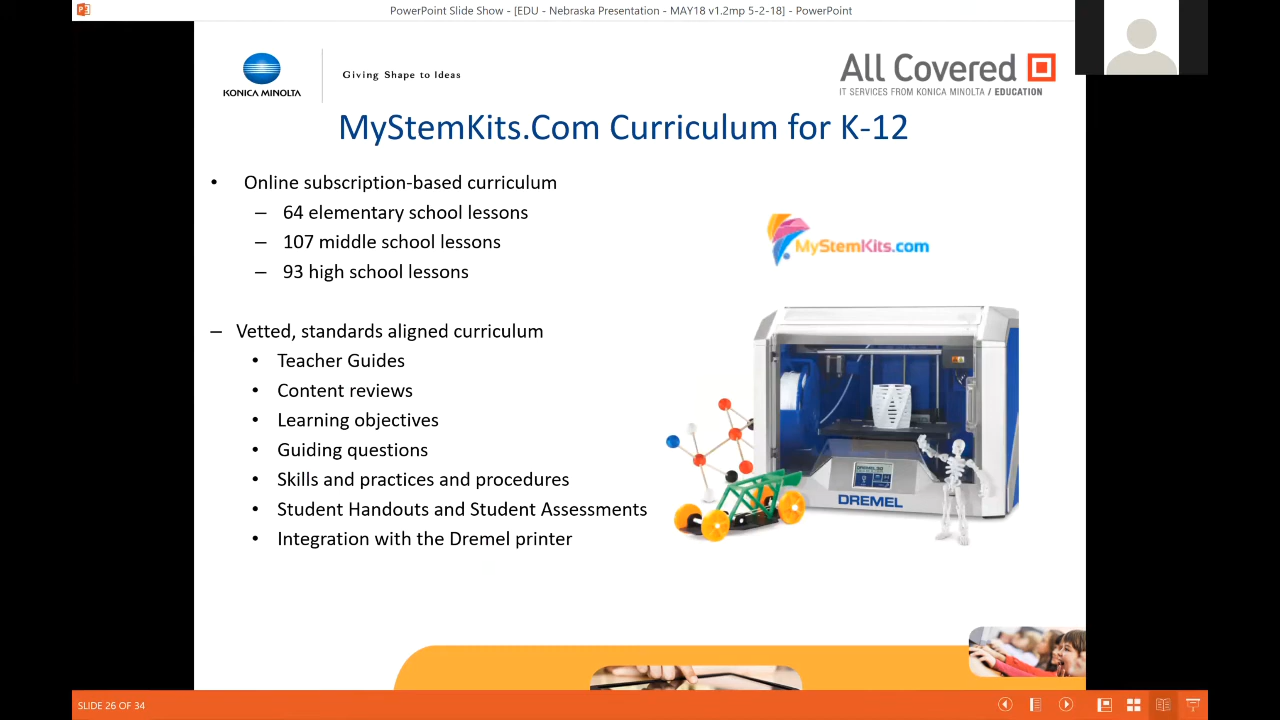 PowerPoint Slide Show - [EDU - Nebraska Presentation - MAY18 v1.2mp 5-2-18] - PowerPoint
KONICA MINOLTA
Giving Shape to Ideas
All Covered
IT SERVICES FROM KONICA MINOLTA / EDUCATION
MyStemKits.Com Curriculum for K-12
• Online subscription-based curriculum
– 64 elementary school lessons
– 107 middle school lessons
– 93 high school lessons
MyStemKits.com
– Vetted, standards aligned curriculum
• Teacher Guides
• Content reviews
• Learning objectives
• Guiding questions
• Skills and practices and procedures
• Student Handouts and Student Assessments
• Integration with the Dremel printer
DREMEL
SLIDE 26 OF 34